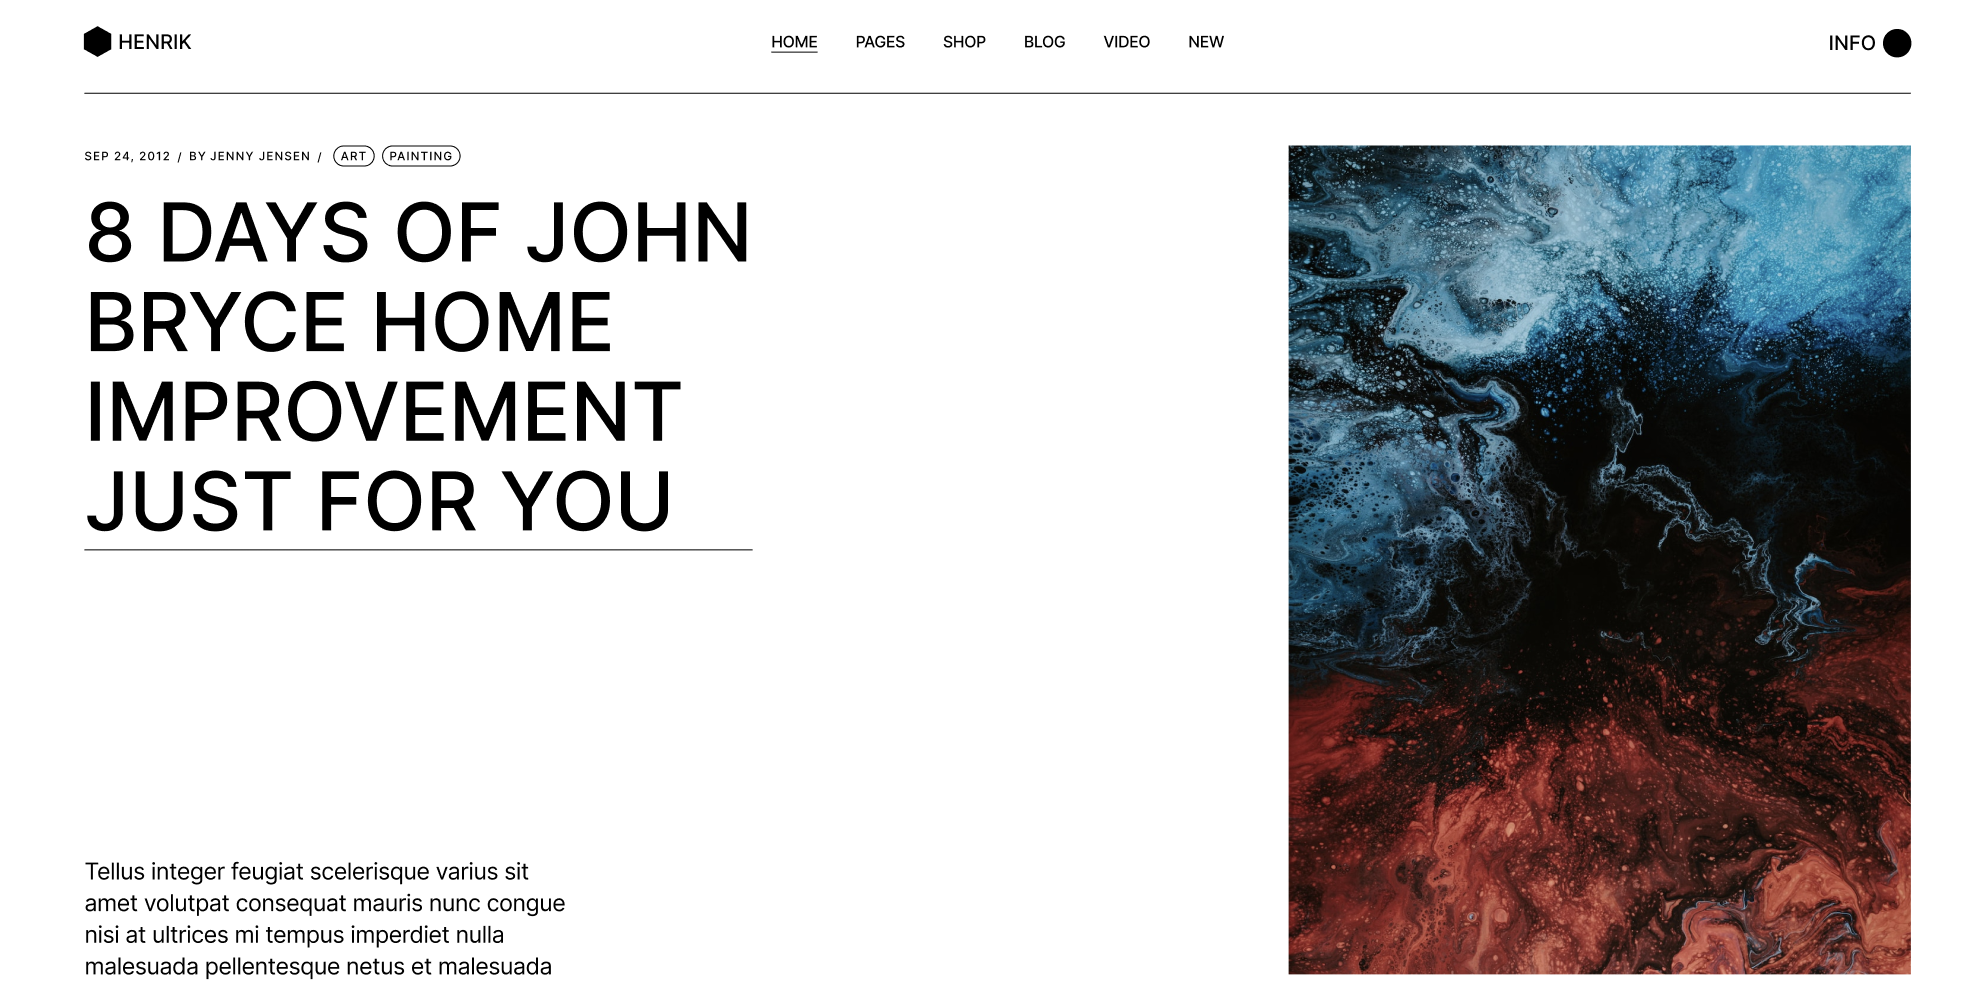 HENRIK
HOME PAGES SHOP BLOG VIDEO NEW
INFO
SEP 24, 2012 / BY JENNY JENSEN / ART PAINTING
8 DAYS OF JOHN
BRYCE HOME
IMPROVEMENT
JUST FOR YOU
Tellus integer feugiat scelerisque varius sit
amet volutpat consequat mauris nunc congue
nisi at ultrices mi tempus imperdiet nulla
malesuada pellentesque netus et malesuada